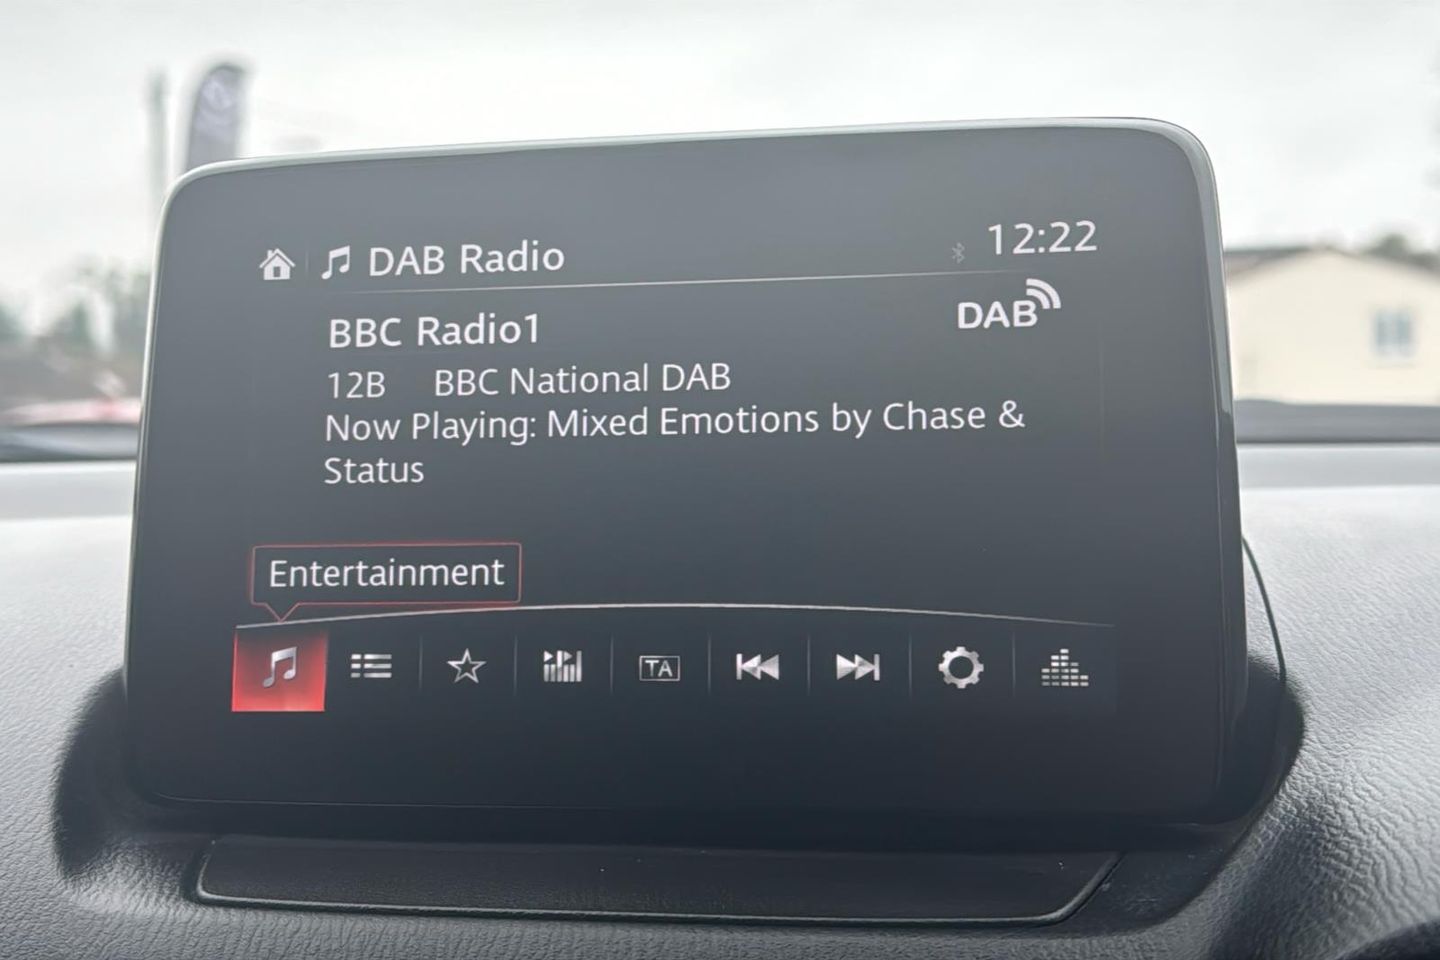 DAB Radio
12:22
BBC Radio1
DAB
12B BBC National DAB
Now Playing: Mixed Emotions by Chase &
Status
Entertainment
TA